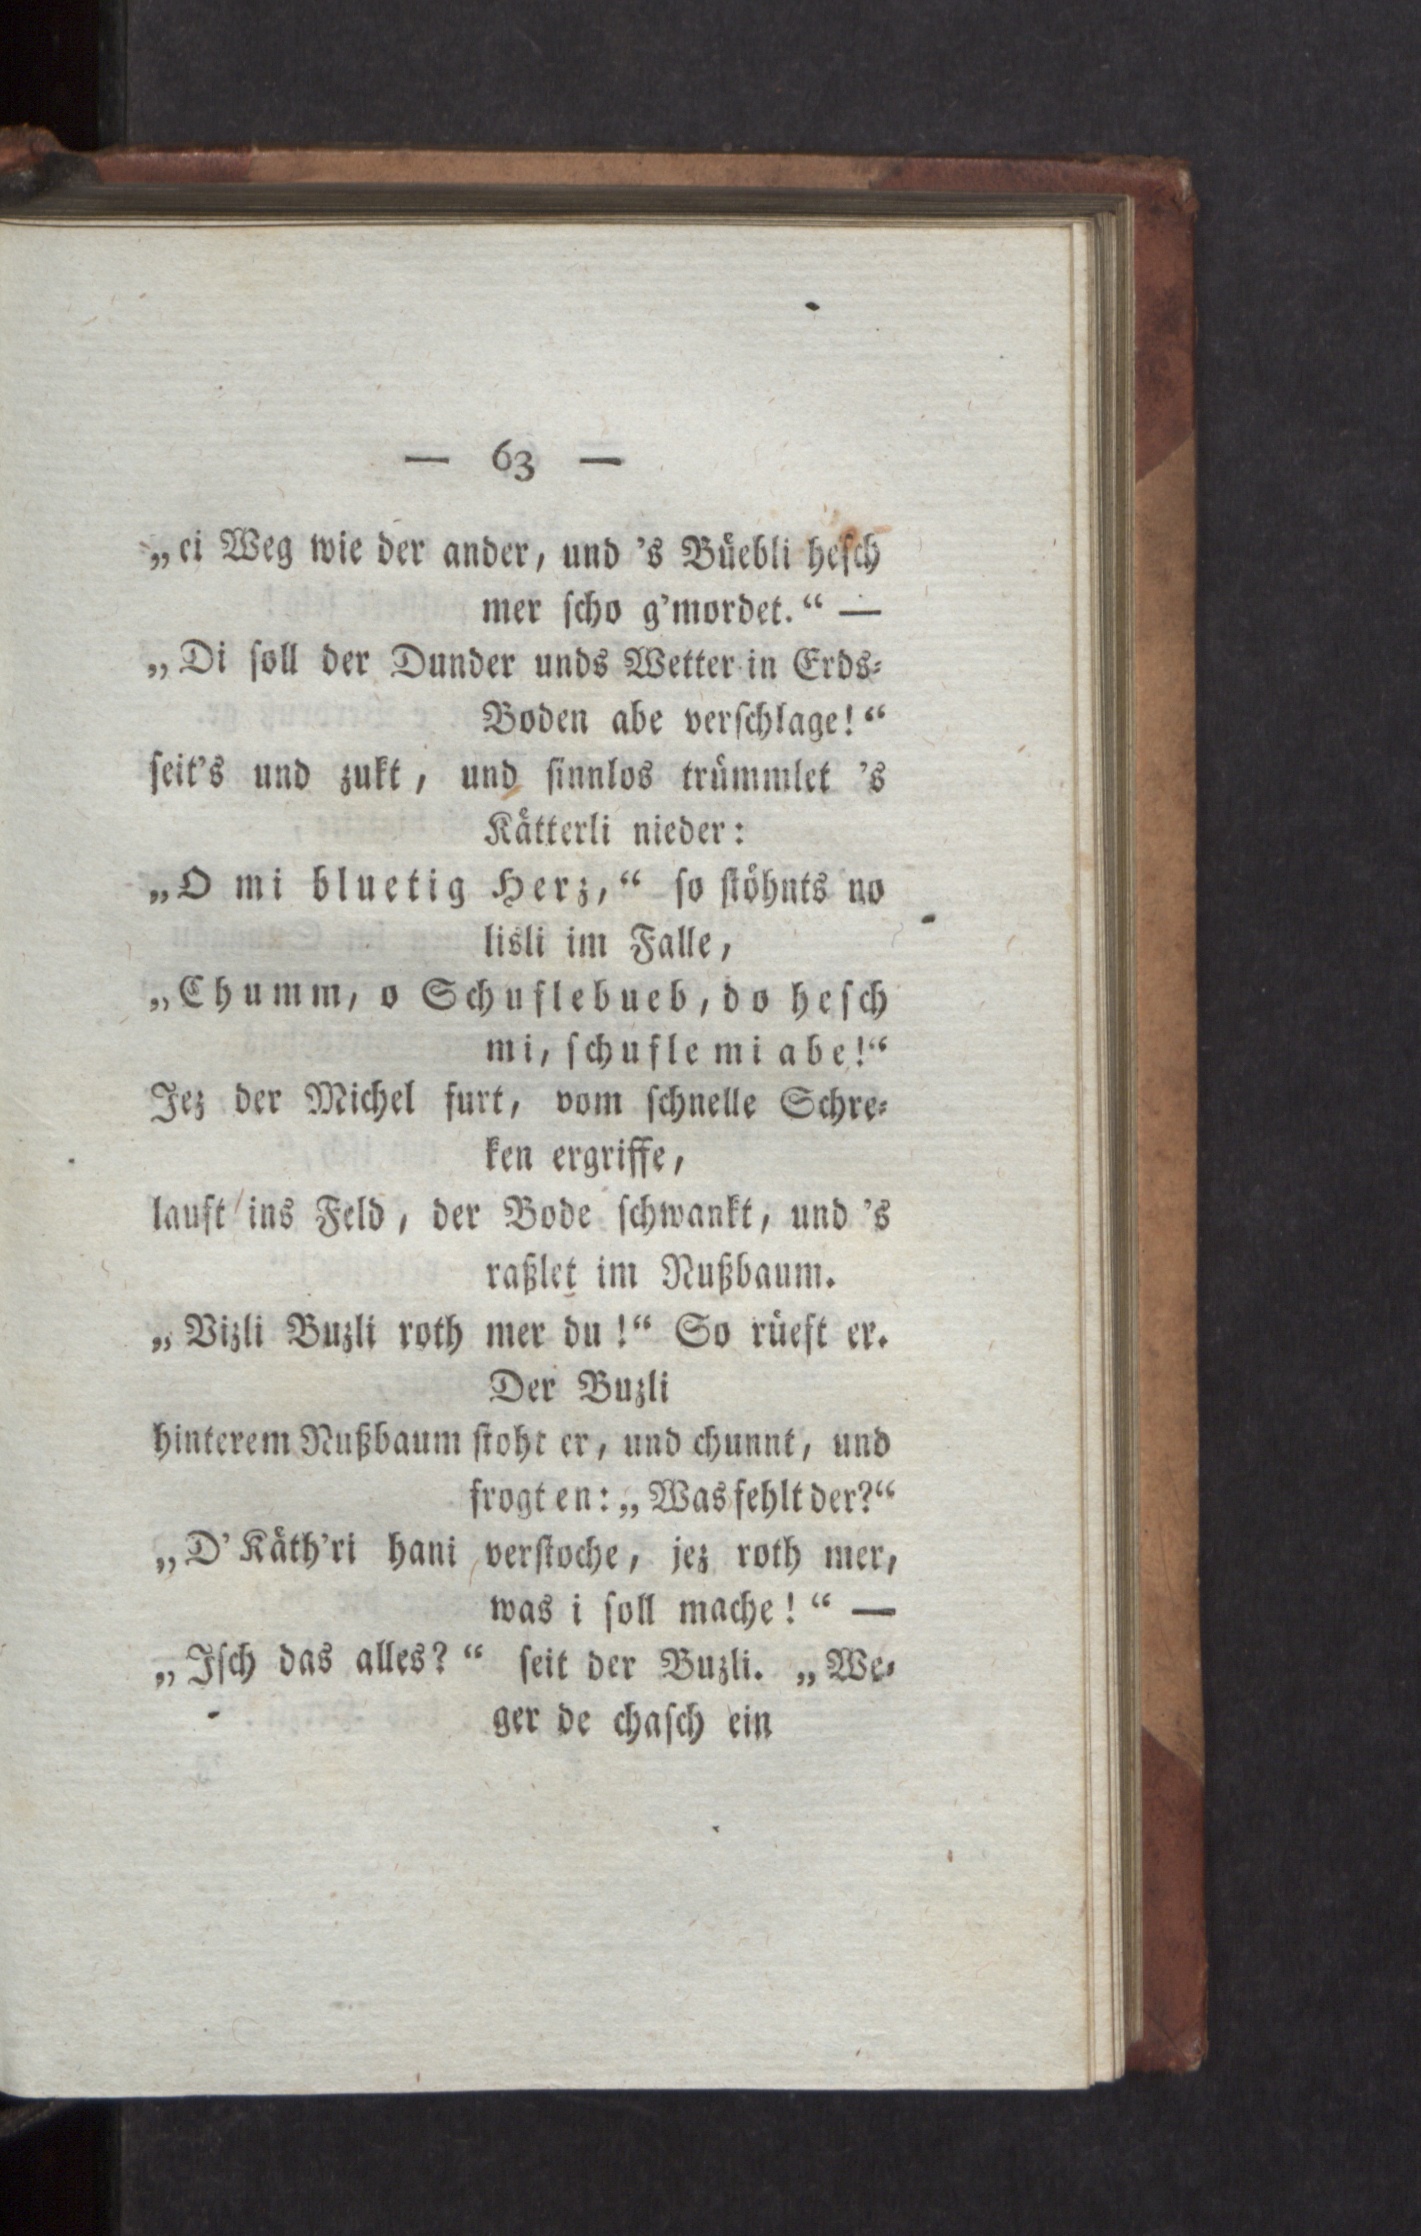 — 63 —
„ei Weg wie der ander, und 's Büebli heſch
mer ſcho g'mordet.“ —
„Di ſoll der Dunder unds Wetter in Erds⸗
Boden abe verſchlage!“
ſeit's und zukt, und ſinnlos trümmlet 's
Kätterli nieder:
„O mi bluetig Herz,“ ſo ſtöhnts no
lisli im Falle,
„Chumm, o Schuflebueb, do heſch
mi, ſchufle mi abe!“
Jez der Michel furt, vom ſchnelle Schre⸗
ken ergriffe,
lauft ins Feld, der Bode ſchwankt, und 's
raßlet im Nußbaum.
„Vizli Buzli roth mer du!“ So rüeft er.
Der Buzli
hinterem Nußbaum ſtoht er, und chunnt, und
frogt en: „Was fehlt der?“
„D' Käth'ri hani verſtoche, jez roth mer,
was i ſoll mache!“ —
„Iſch das alles?“ ſeit der Buzli. „We⸗
ger de chaſch ein